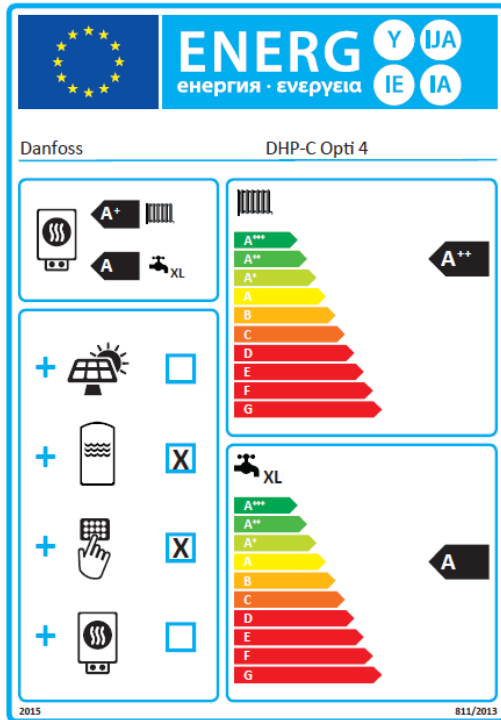 ENERG Y IJA
енергия · ενεργεια IE IA
Danfoss DHP-C Opti 4
A⁺
A XL
A⁺⁺⁺
A⁺⁺
A⁺
A
B
C
D
E
F
G
A⁺⁺
+
+ X
+ X
+
XL
A⁺⁺⁺
A⁺⁺
A⁺
A
B
C
D
E
F
G
A
2015 811/2013